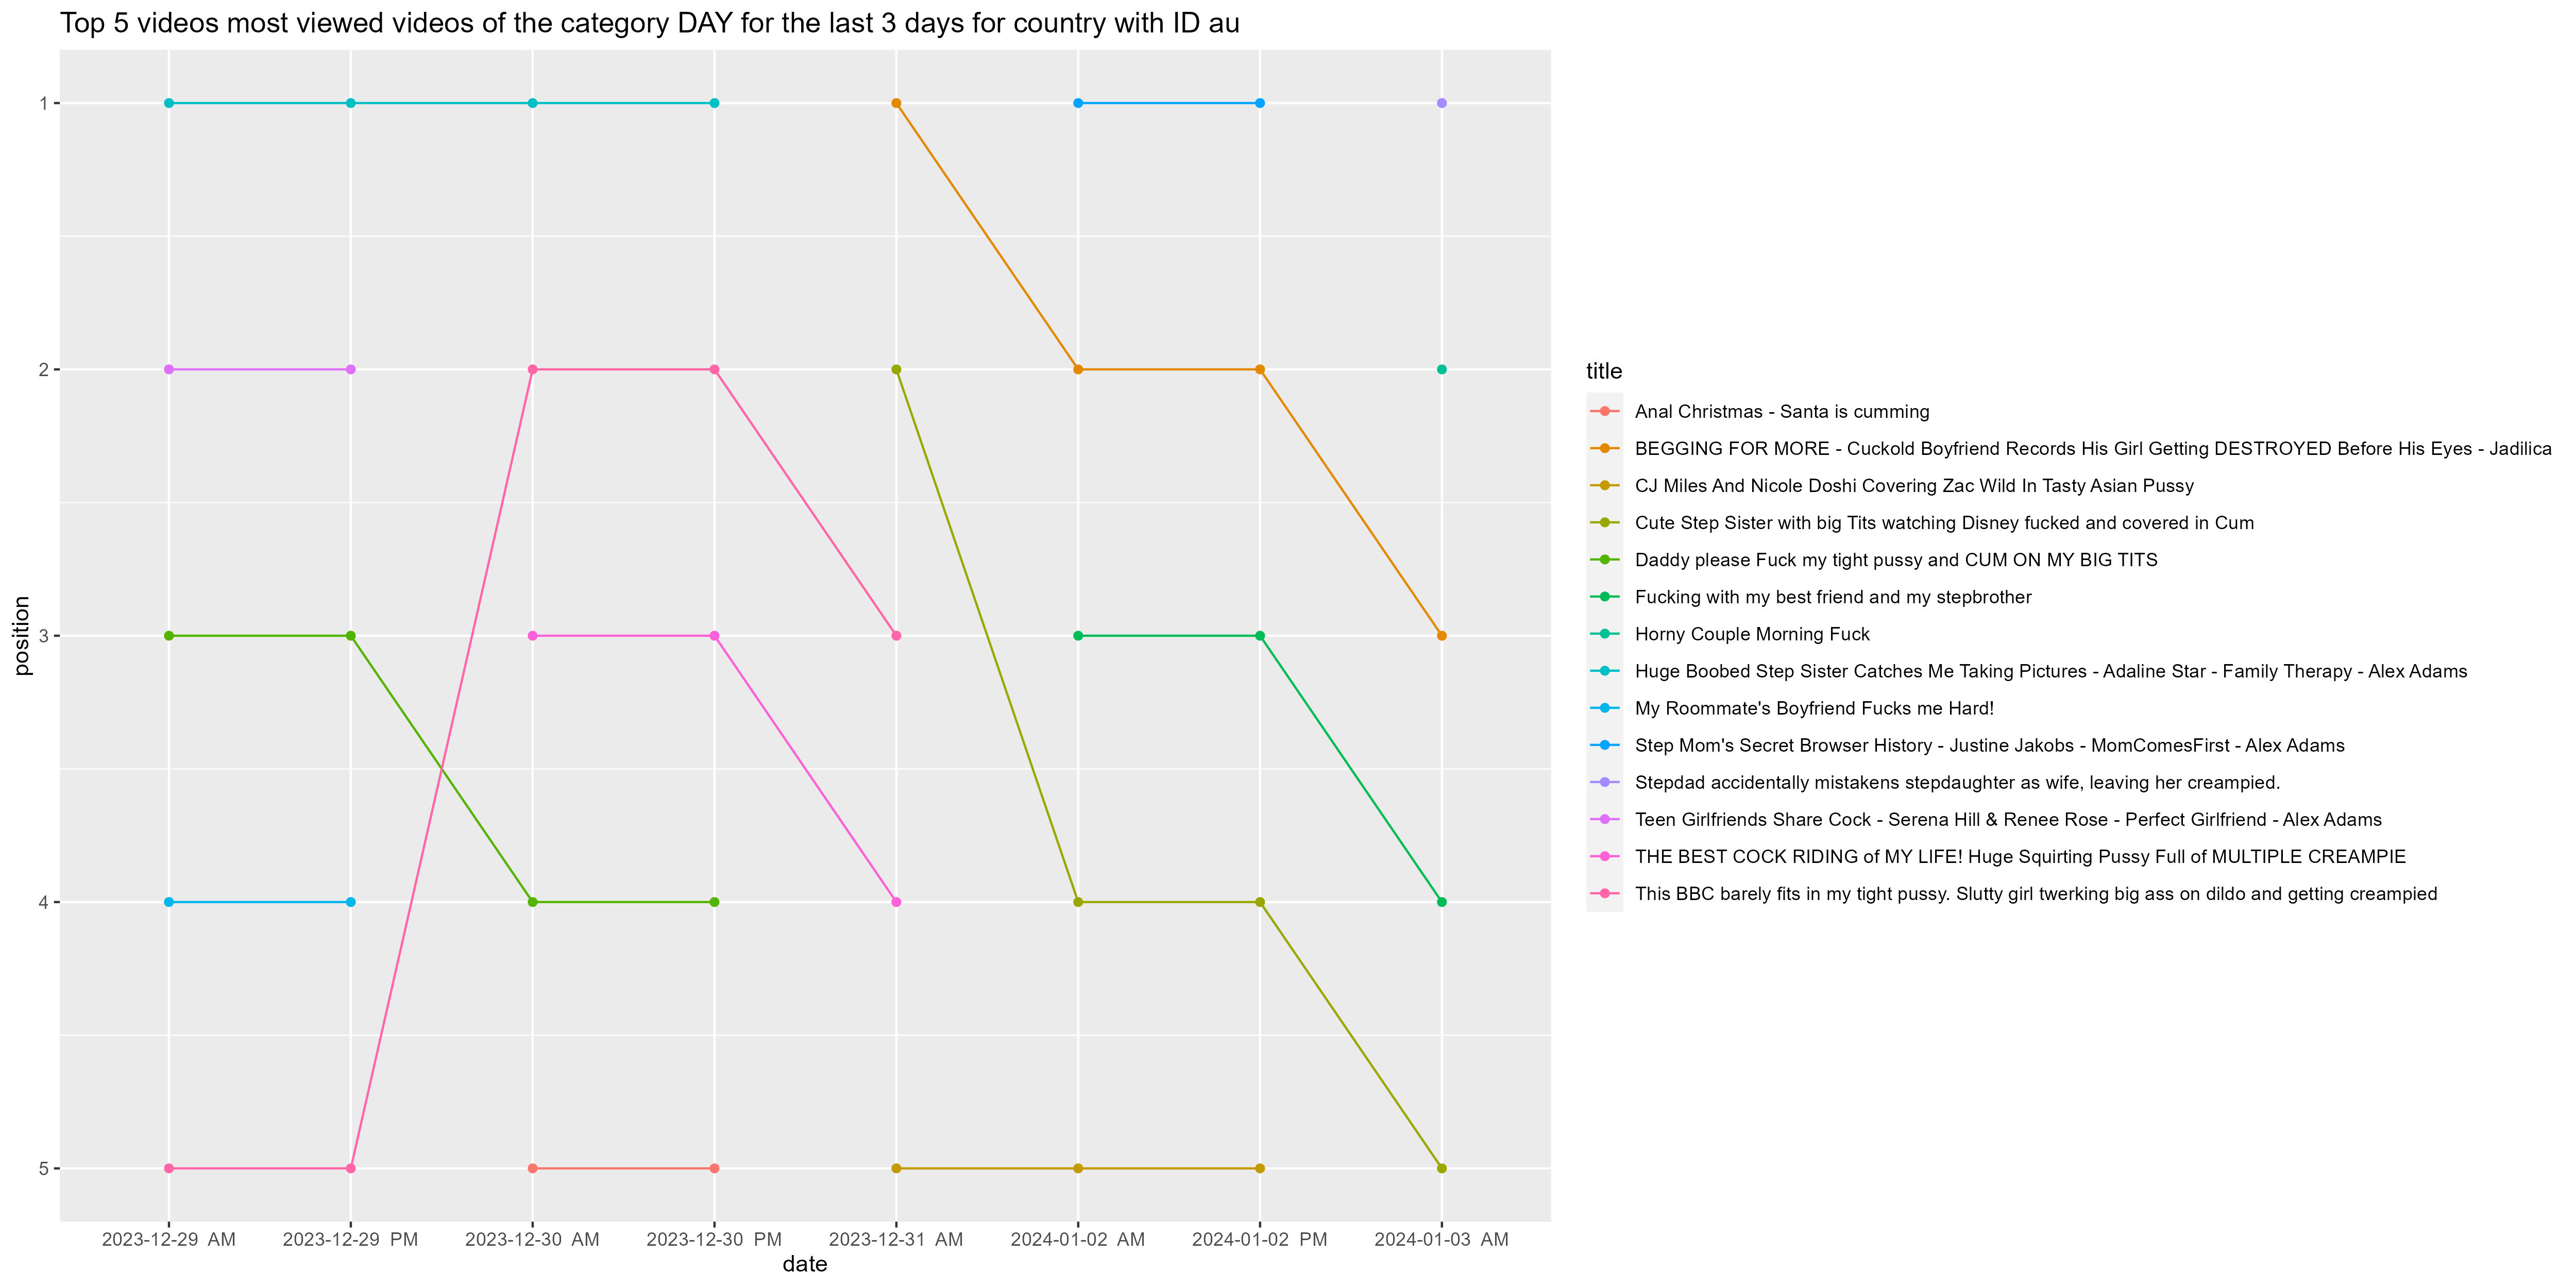 Top 5 videos most viewed videos of the category DAY for the last 3 days for country with ID au
1
2
3
4
5
position
2023-12-29 AM
2023-12-29 PM
2023-12-30 AM
2023-12-30 PM
2023-12-31 AM
2024-01-02 AM
2024-01-02 PM
2024-01-03 AM
date
title
Anal Christmas - Santa is cumming
BEGGING FOR MORE - Cuckold Boyfriend Records His Girl Getting DESTROYED Before His Eyes - Jadilica
CJ Miles And Nicole Doshi Covering Zac Wild In Tasty Asian Pussy
Cute Step Sister with big Tits watching Disney fucked and covered in Cum
Daddy please Fuck my tight pussy and CUM ON MY BIG TITS
Fucking with my best friend and my stepbrother
Horny Couple Morning Fuck
Huge Boobed Step Sister Catches Me Taking Pictures - Adaline Star - Family Therapy - Alex Adams
My Roommate's Boyfriend Fucks me Hard!
Step Mom's Secret Browser History - Justine Jakobs - MomComesFirst - Alex Adams
Stepdad accidentally mistakens stepdaughter as wife, leaving her creampied.
Teen Girlfriends Share Cock - Serena Hill & Renee Rose - Perfect Girlfriend - Alex Adams
THE BEST COCK RIDING of MY LIFE! Huge Squirting Pussy Full of MULTIPLE CREAMPIE
This BBC barely fits in my tight pussy. Slutty girl twerking big ass on dildo and getting creampied